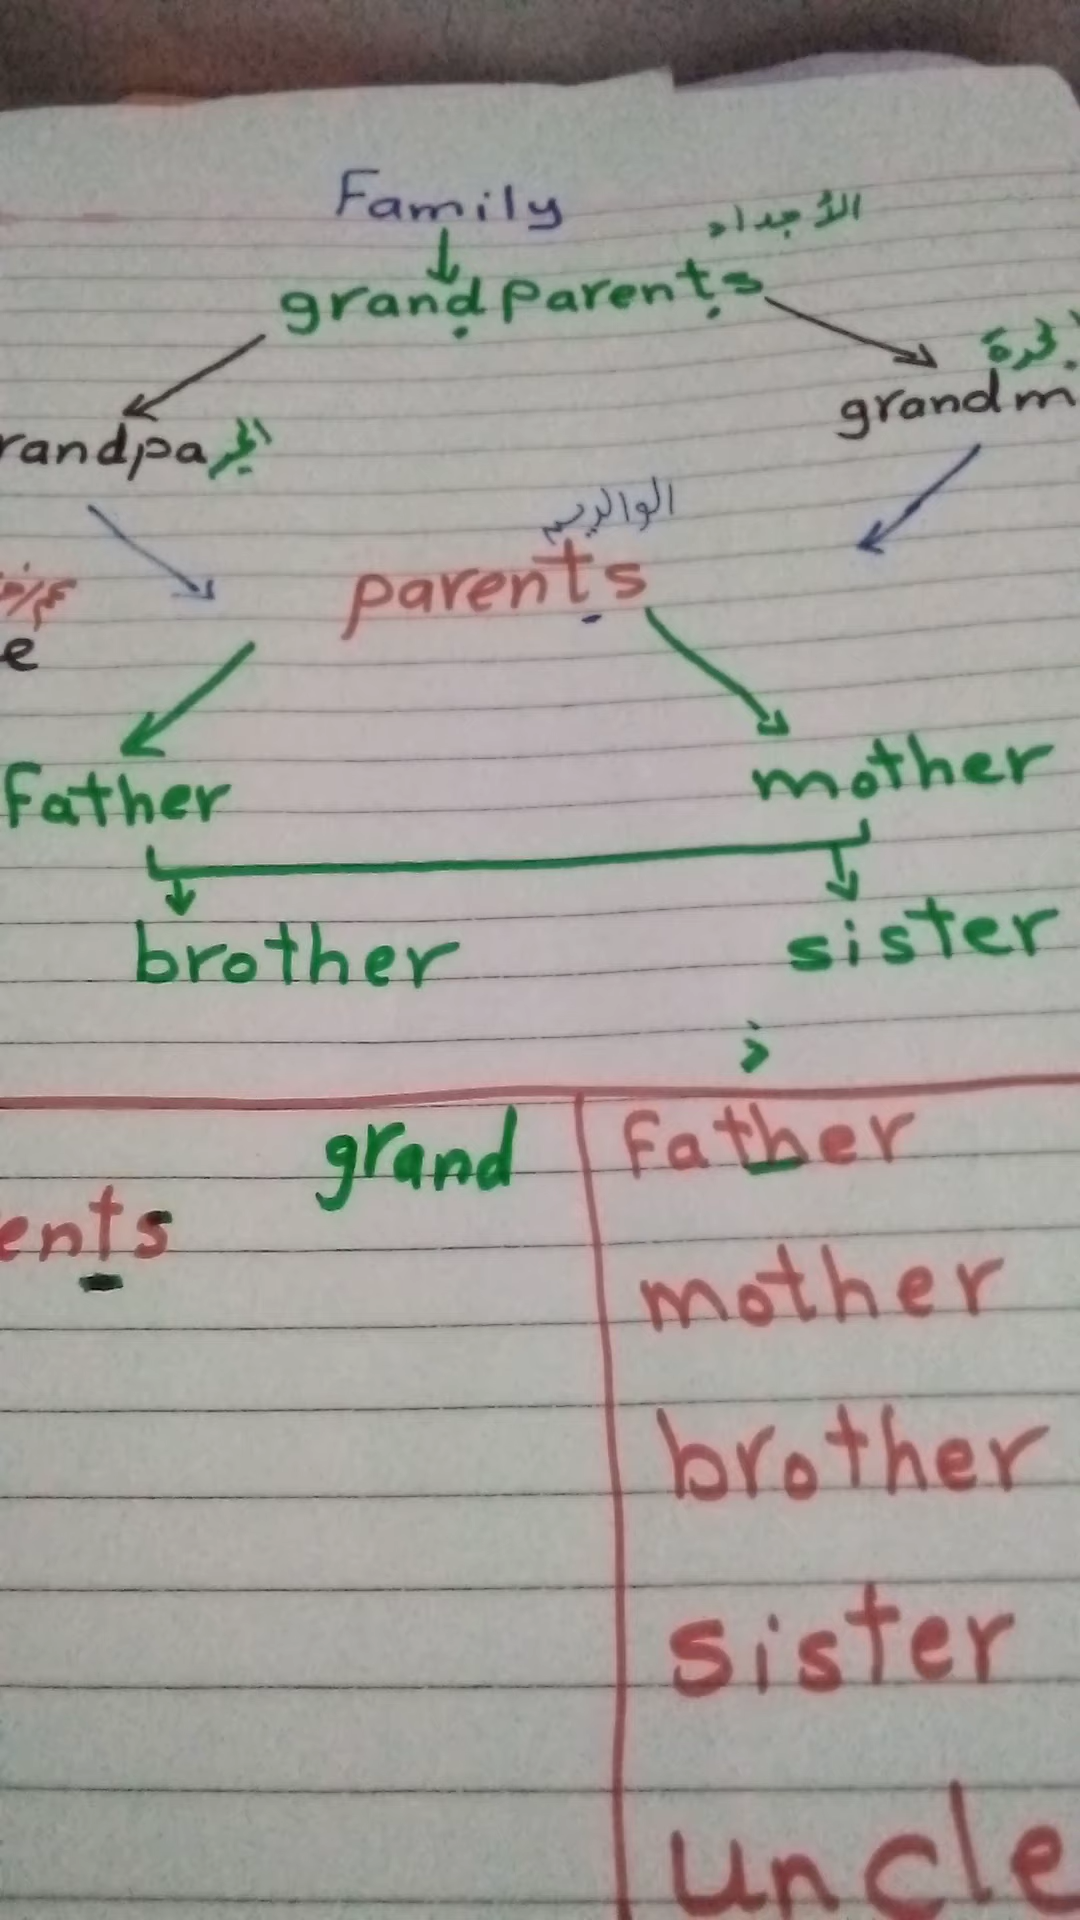 Family
الأجداد
grandparents
الجدة
grandm
randpa الجد
الوالدين
parents
e
Father
mother
brother
sister
grand
Father
ents
mother
brother
sister
uncle